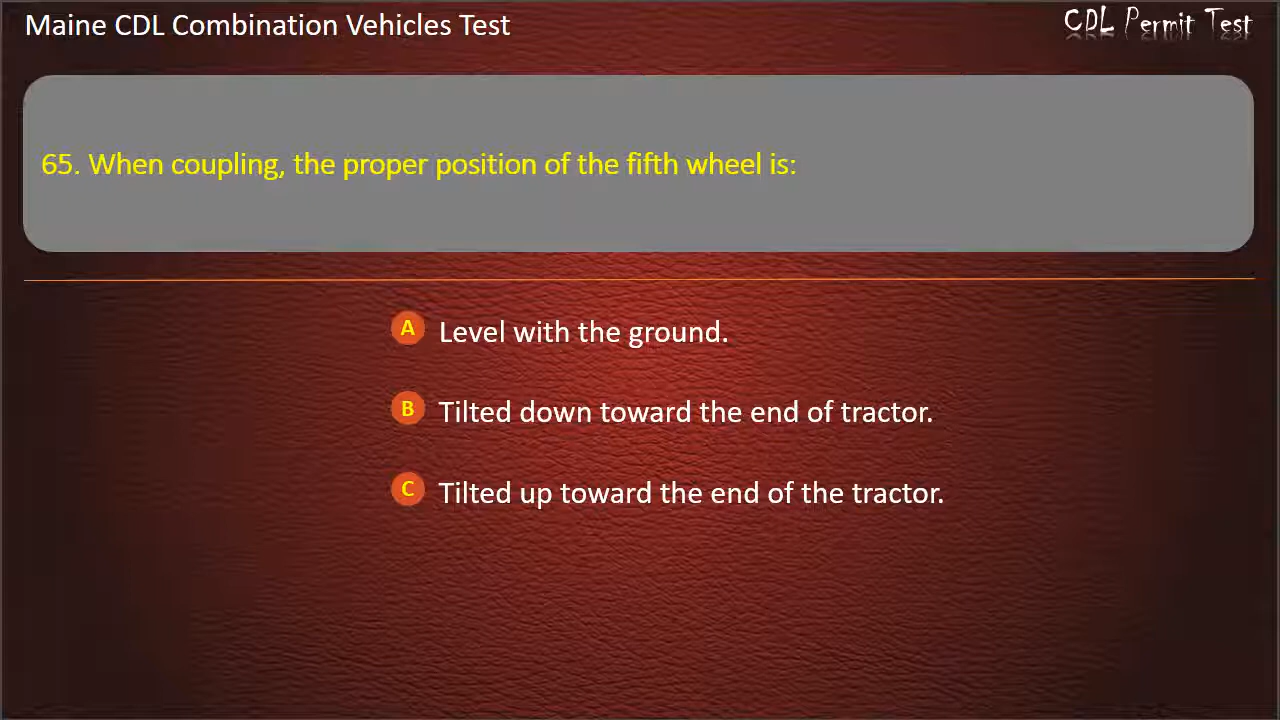 Maine CDL Combination Vehicles Test
CDL Permit Test
65. When coupling, the proper position of the fifth wheel is:
A Level with the ground.
B Tilted down toward the end of tractor.
C Tilted up toward the end of the tractor.